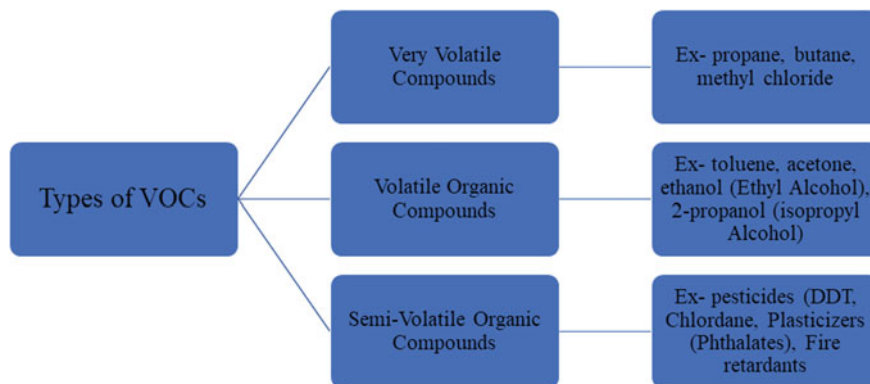 Types of VOCs
Very Volatile
Compounds
Ex- propane, butane,
methyl chloride
Volatile Organic
Compounds
Ex- toluene, acetone,
ethanol (Ethyl Alcohol),
2-propanol (isopropyl
Alcohol)
Semi-Volatile Organic
Compounds
Ex- pesticides (DDT,
Chlordane, Plasticizers
(Phthalates), Fire
retardants